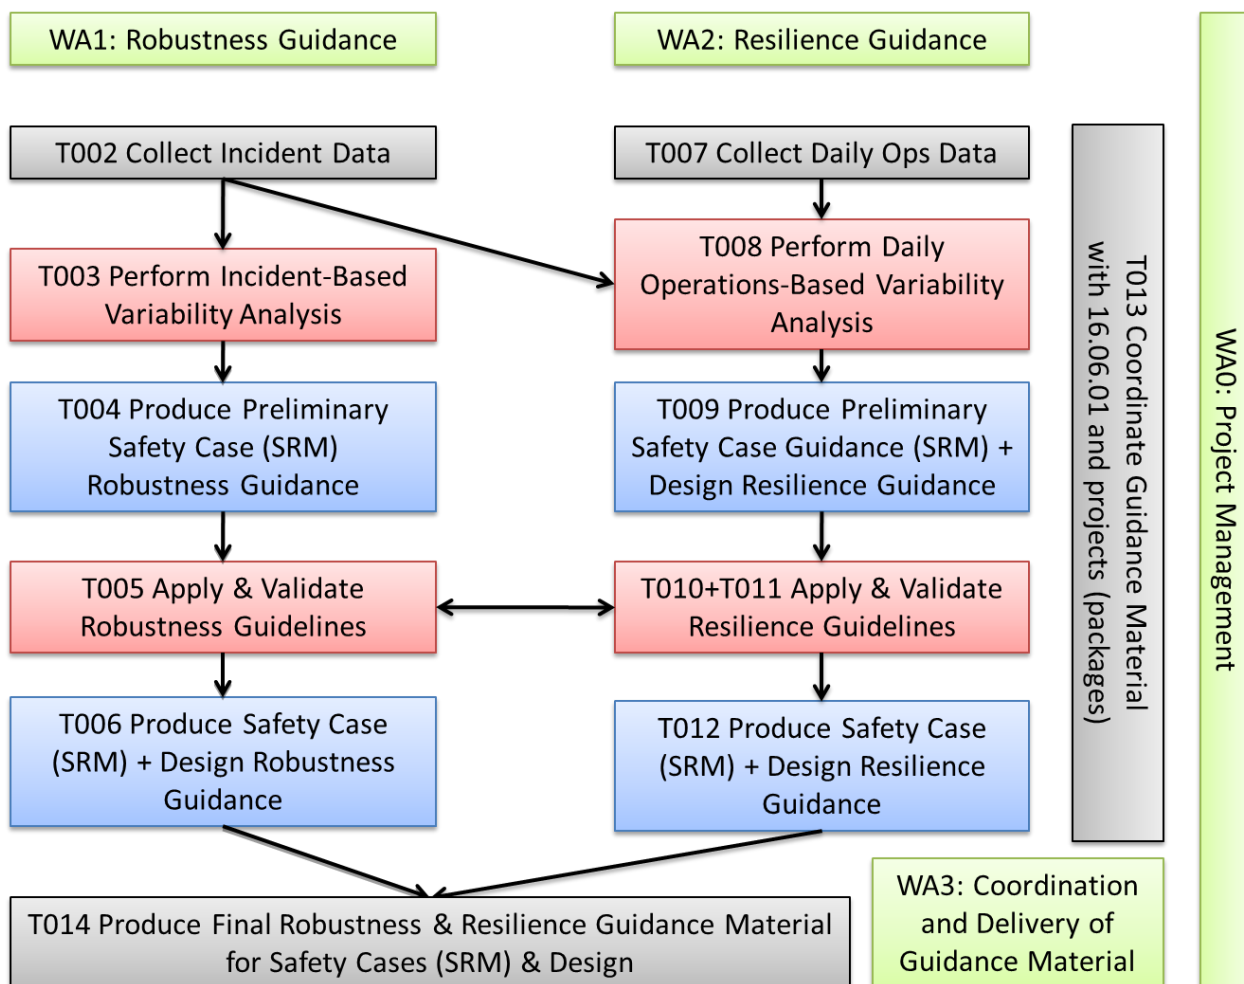 WA1: Robustness Guidance
WA2: Resilience Guidance
T002 Collect Incident Data
T007 Collect Daily Ops Data
T003 Perform Incident-Based
Variability Analysis
T008 Perform Daily
Operations-Based Variability
Analysis
T004 Produce Preliminary
Safety Case (SRM)
Robustness Guidance
T009 Produce Preliminary
Safety Case Guidance (SRM) +
Design Resilience Guidance
T005 Apply & Validate
Robustness Guidelines
T010+T011 Apply & Validate
Resilience Guidelines
T006 Produce Safety Case
(SRM) + Design Robustness
Guidance
T012 Produce Safety Case
(SRM) + Design Resilience
Guidance
T014 Produce Final Robustness & Resilience Guidance Material
for Safety Cases (SRM) & Design
T013 Coordinate Guidance Material
with 16.06.01 and projects (packages)
WA3: Coordination
and Delivery of
Guidance Material
WA0: Project Management